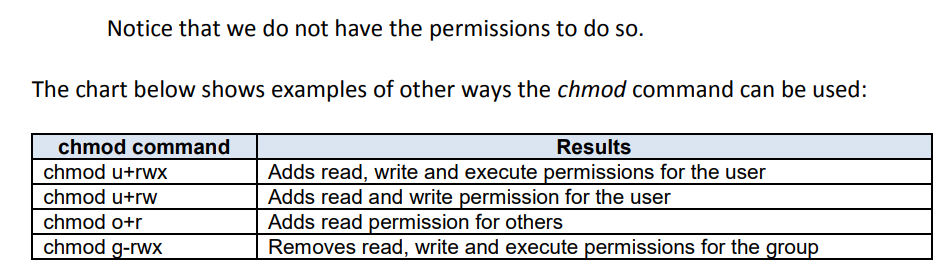 Notice that we do not have the permissions to do so.
The chart below shows examples of other ways the chmod command can be used:
chmod command Results
chmod u+rwx Adds read, write and execute permissions for the user
chmod u+rw Adds read and write permission for the user
chmod o+r Adds read permission for others
chmod g-rwx Removes read, write and execute permissions for the group